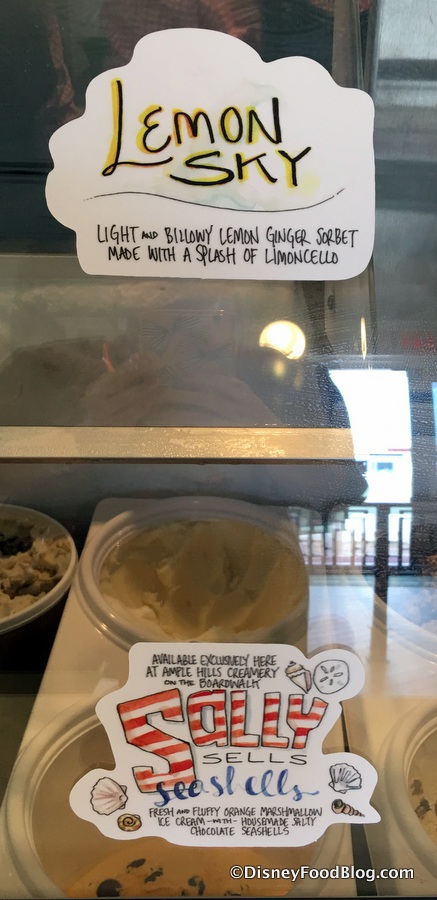 LEMON
SKY
LIGHT AND BILLOWY LEMON GINGER SORBET
MADE WITH A SPLASH OF LIMONCELLO
AVAILABLE EXCLUSIVELY HERE
AT AMPLE HILLS CREAMERY
ON THE BOARDWALK
SALLY
SELLS
seashells
FRESH AND FLUFFY ORANGE MARSHMALLOW
ICE CREAM -WITH- HOUSEMADE SALTY
CHOCOLATE SEASHELLS
©DisneyFoodBlog.com